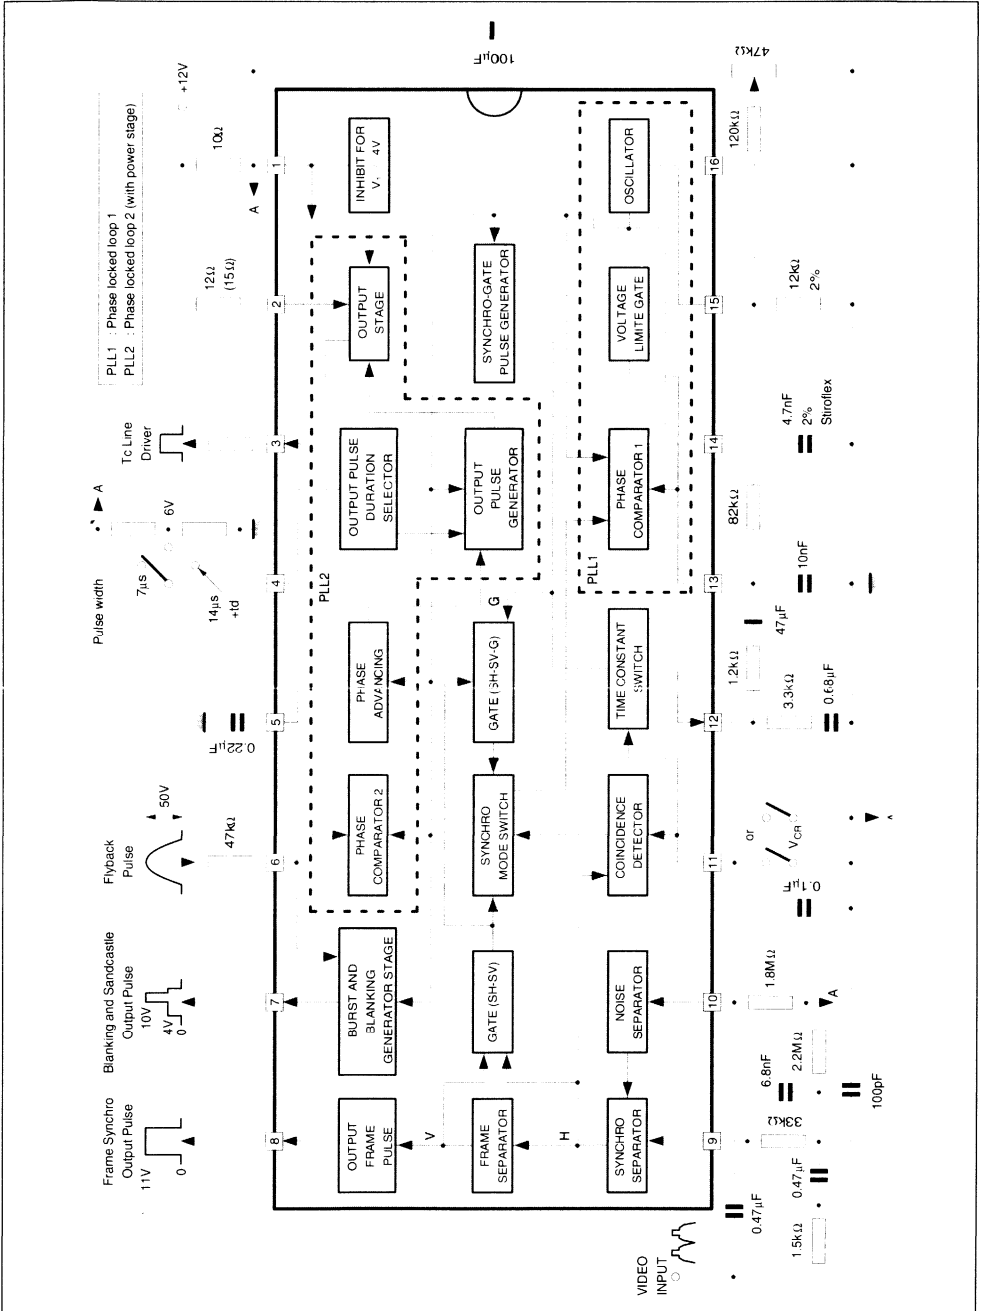 PLL1 : Phase locked loop 1
PLL2 : Phase locked loop 2 (with power stage)
Frame Synchro
Output Pulse
11V
0
Blanking and Sandcastle
Output Pulse
10V
4V
0
Flyback
Pulse
50V
47kΩ
0.22μF
Pulse width
7μs
14μs
+td
6V
A
Tc Line
Driver
12Ω
(15Ω)
10Ω
+12V
A
100μF
8
7
6
5
4
3
2
1
OUTPUT
FRAME
PULSE
BURST AND
BLANKING
GENERATOR STAGE
PHASE
COMPARATOR 2
PHASE
ADVANCING
PLL2
OUTPUT PULSE
DURATION
SELECTOR
OUTPUT
STAGE
INHIBIT FOR
4V
V
FRAME
SEPARATOR
GATE (SH-SV)
SYNCHRO
MODE SWITCH
GATE (SH-SV-G)
G
OUTPUT
PULSE
GENERATOR
SYNCHRO-GATE
PULSE GENERATOR
H
SYNCHRO
SEPARATOR
NOISE
SEPARATOR
COINCIDENCE
DETECTOR
TIME CONSTANT
SWITCH
PLL1
PHASE
COMPARATOR 1
VOLTAGE
LIMITE GATE
OSCILLATOR
9
10
11
12
13
14
15
16
VIDEO
INPUT
0.47μF
1.5kΩ
0.47μF
33kΩ
6.8nF
2.2MΩ
100pF
1.8MΩ
A
0.1μF
or
VCR
1.2kΩ
47μF
3.3kΩ
0.68μF
10nF
82kΩ
4.7nF
2%
Stiroflex
12kΩ
2%
120kΩ
47kΩ